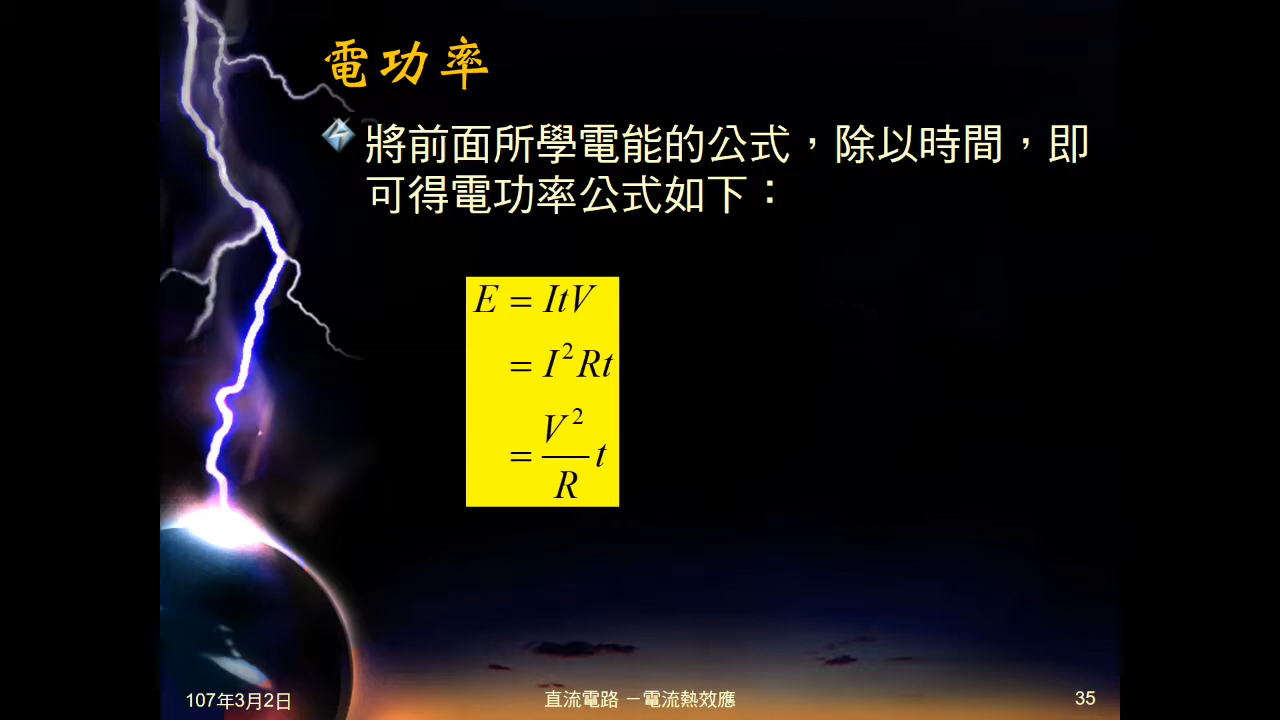 電功率
將前面所學電能的公式，除以時間，即
可得電功率公式如下：
E = ItV
= I²Rt
= V²/R t
107年3月2日
直流電路 －電流熱效應
35